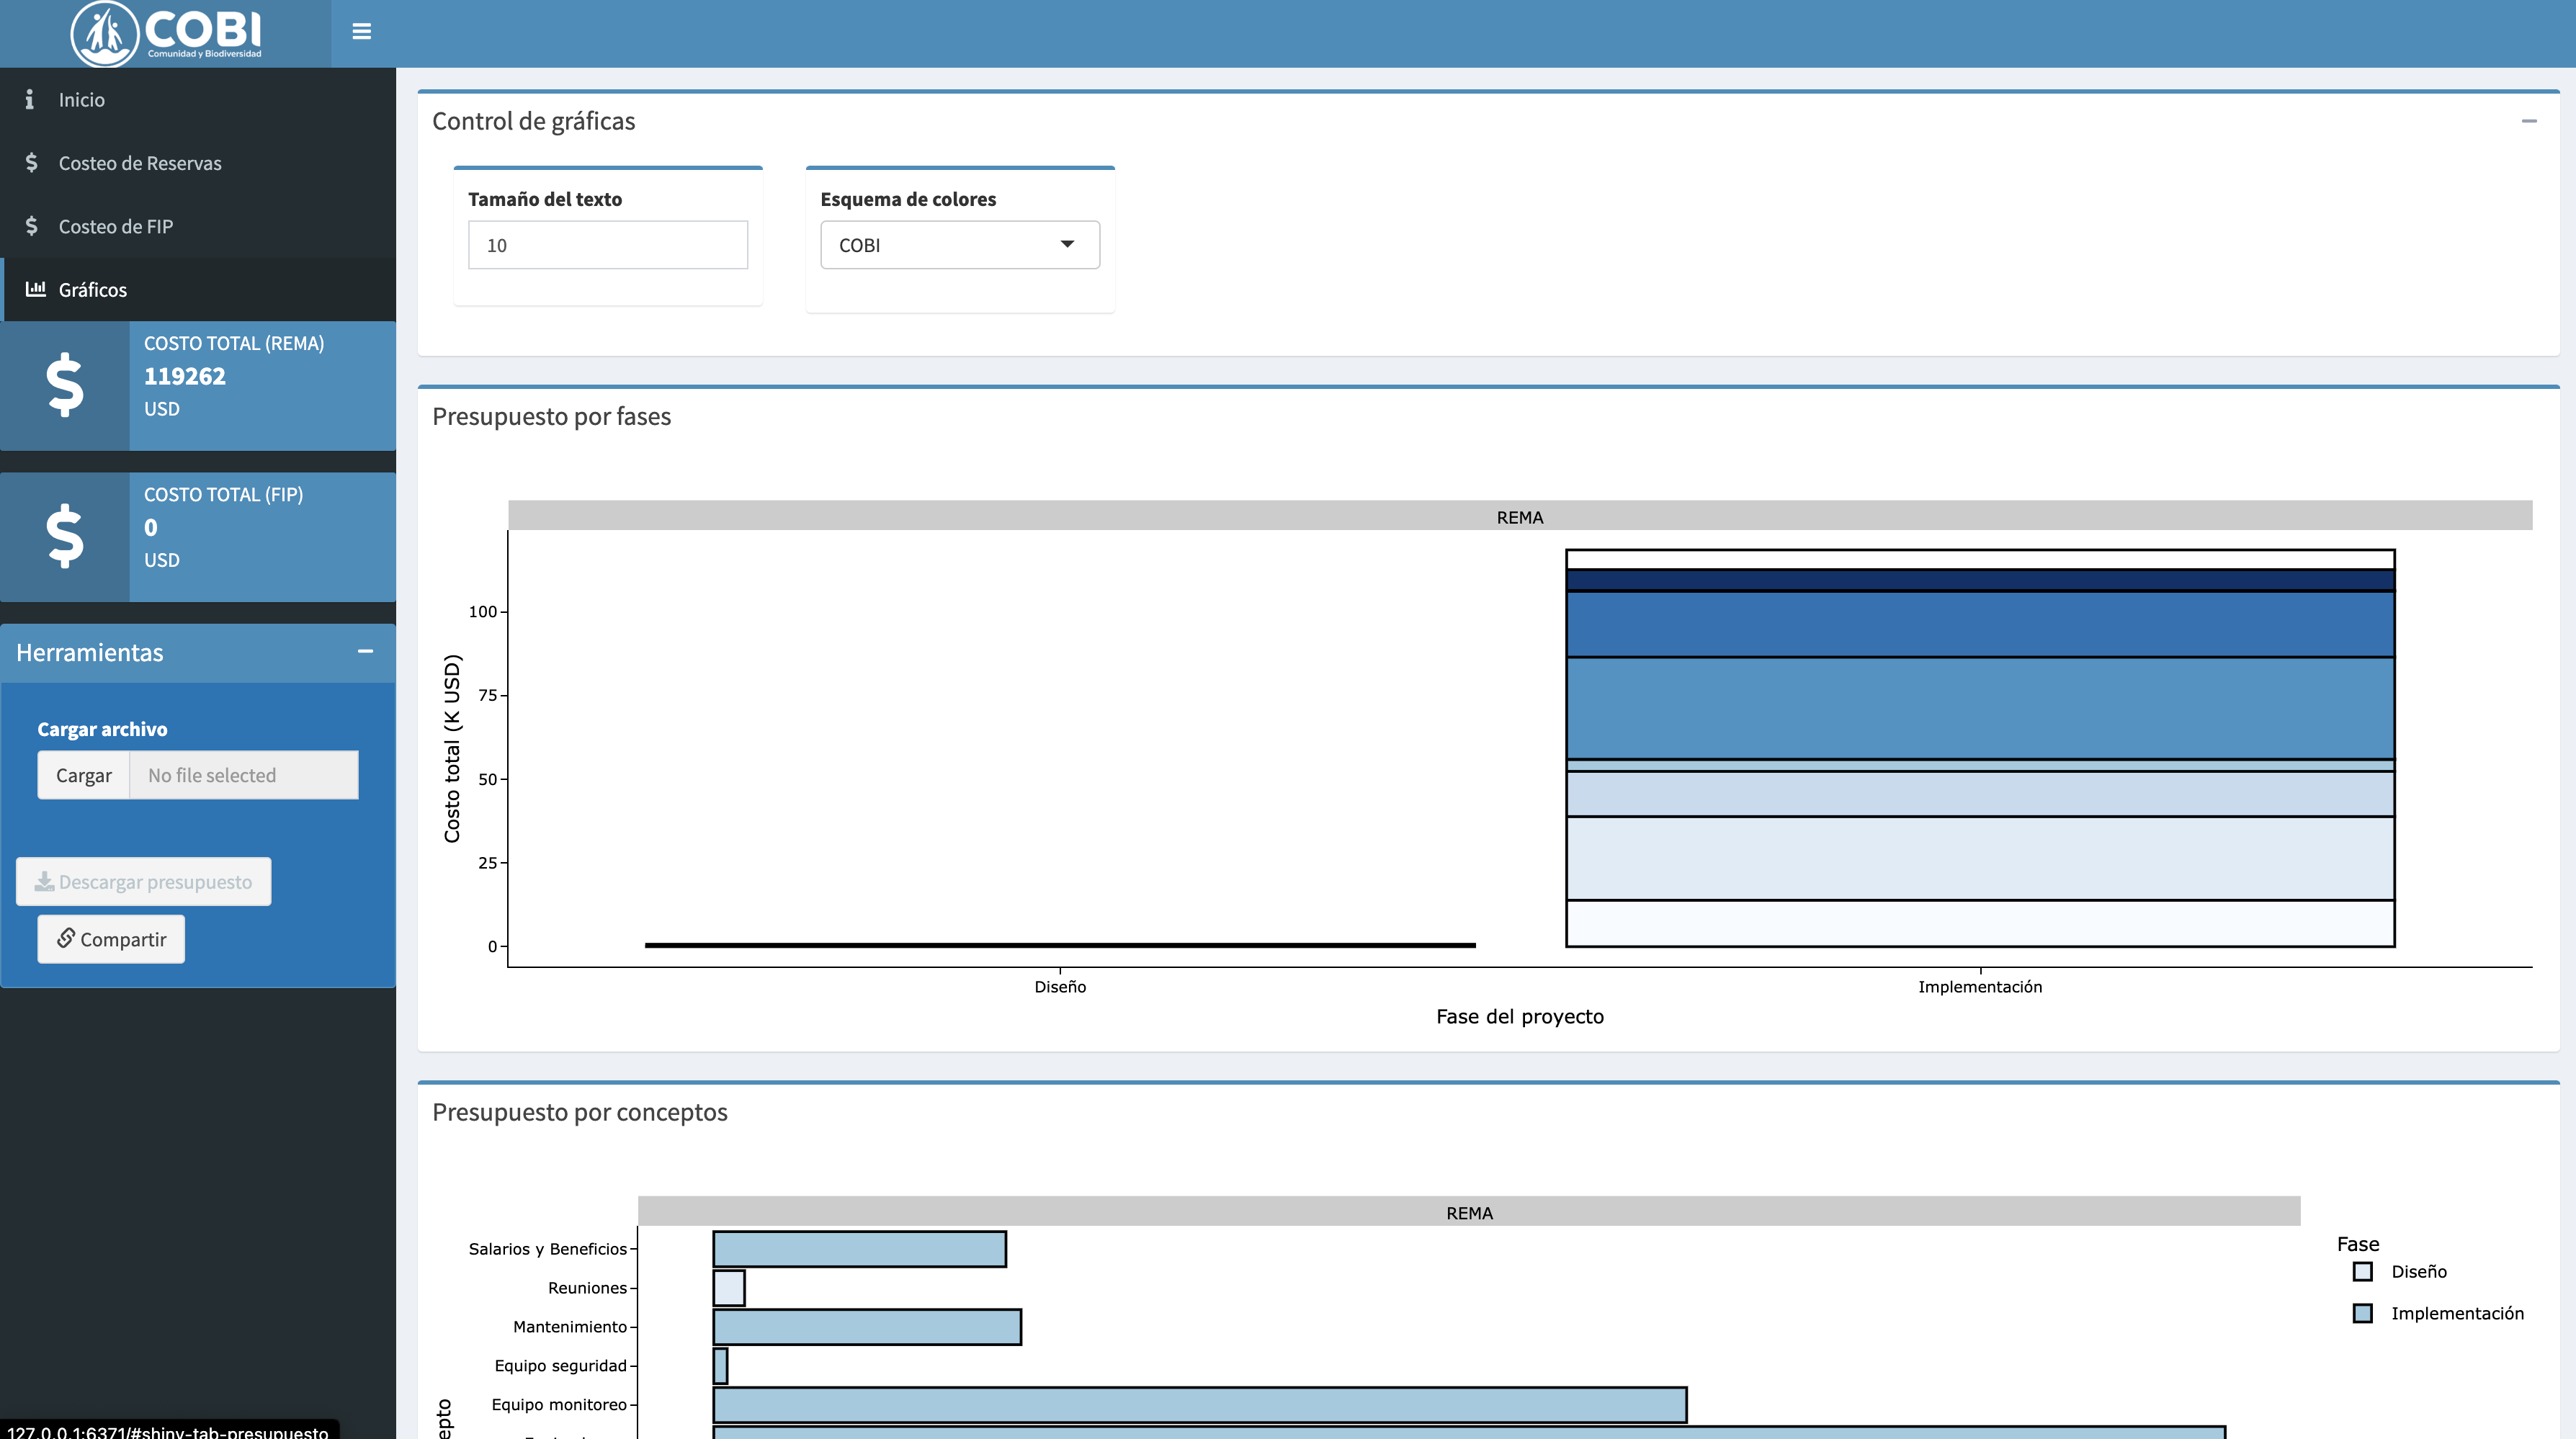 COBI
Comunidad y Biodiversidad
Inicio
Costeo de Reservas
Costeo de FIP
Gráficos
COSTO TOTAL (REMA)
119262
USD
COSTO TOTAL (FIP)
0
USD
Herramientas
Cargar archivo
Cargar
No file selected
Descargar presupuesto
Compartir
127.0.0.1:6371/#shiny-tab-presupuesto
Control de gráficas
Tamaño del texto
10
Esquema de colores
COBI
Presupuesto por fases
REMA
Costo total (K USD)
100
75
50
25
0
Diseño
Implementación
Fase del proyecto
Presupuesto por conceptos
REMA
Salarios y Beneficios
Reuniones
Mantenimiento
Equipo seguridad
Equipo monitoreo
Fase
Diseño
Implementación